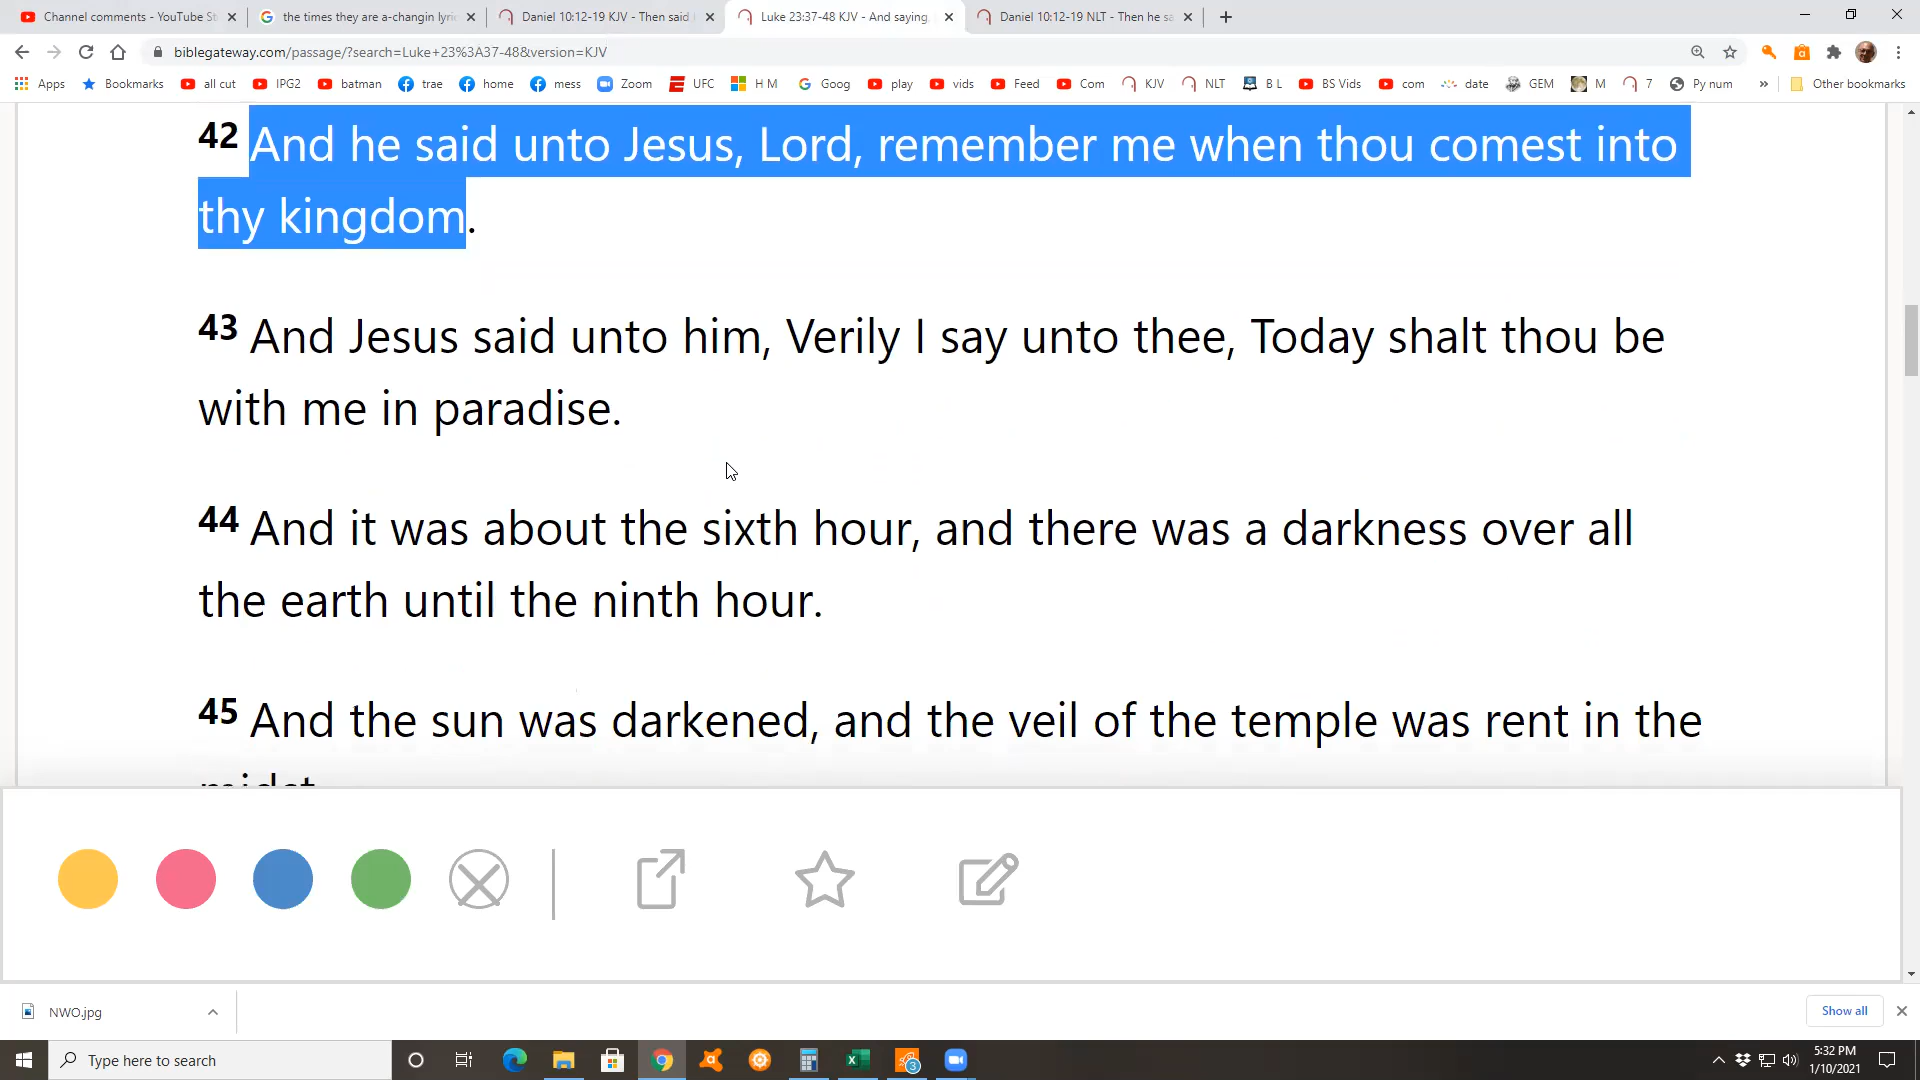 Channel comments - YouTube St
the times they are a-changin lyric
Daniel 10:12-19 KJV - Then said
Luke 23:37-48 KJV - And saying,
Daniel 10:12-19 NLT - Then he sa
biblegateway.com/passage/?search=Luke+23%3A37-48&version=KJV
Apps Bookmarks all cut IPG2 batman trae home mess Zoom UFC H M Goog play vids Feed Com KJV NLT B L BS Vids com date GEM M 7 Py num » Other bookmarks
42 And he said unto Jesus, Lord, remember me when thou comest into
thy kingdom.
43 And Jesus said unto him, Verily I say unto thee, Today shalt thou be
with me in paradise.
44 And it was about the sixth hour, and there was a darkness over all
the earth until the ninth hour.
45 And the sun was darkened, and the veil of the temple was rent in the
midst
NWO.jpg
Show all
Type here to search
3
5:32 PM
1/10/2021